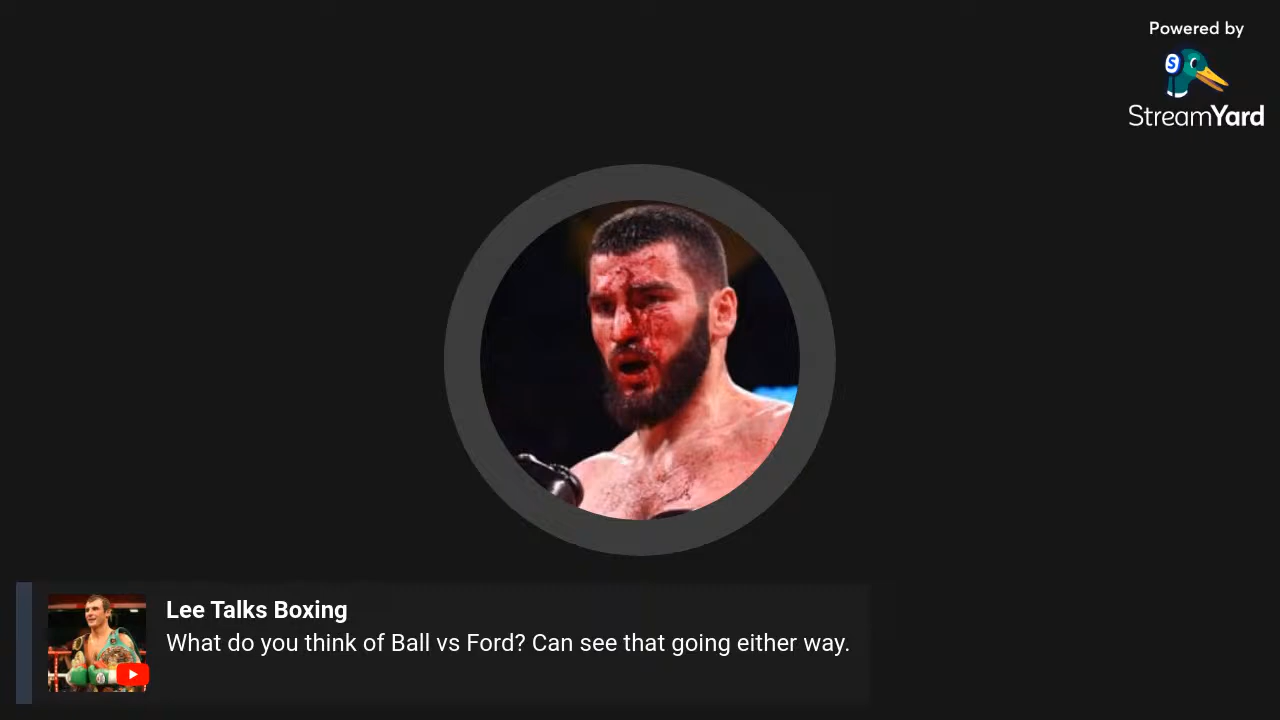 Powered by
S
StreamYard
Lee Talks Boxing
What do you think of Ball vs Ford? Can see that going either way.